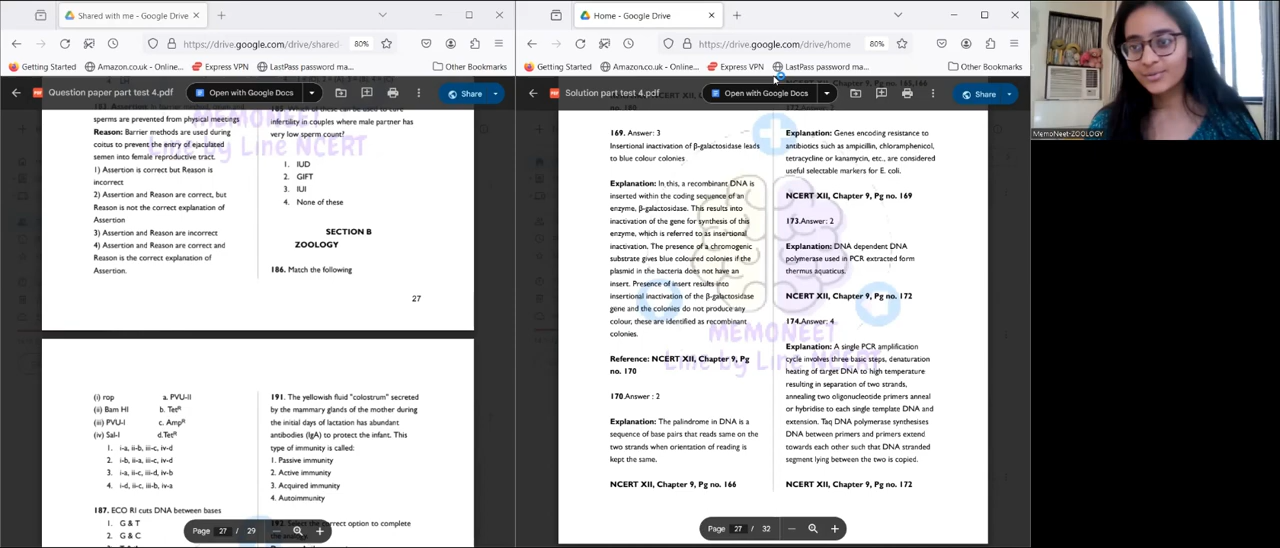 Shared with me - Google Drive
https://drive.google.com/drive/shared-
80%
Getting Started
Amazon.co.uk - Online...
Express VPN
LastPass password ma...
Other Bookmarks
Question paper part test 4.pdf
Open with Google Docs
Share
sperms are prevented from physical meetings
Reason: Barrier methods are used during
coitus to prevent the entry of ejaculated
semen into female reproductive tract.
1) Assertion is correct but Reason is
incorrect
2) Assertion and Reason are correct, but
Reason is not the correct explanation of
Assertion
3) Assertion and Reason are incorrect
4) Assertion and Reason are correct and
Reason is the correct explanation of
Assertion.
185. Which of these can be used to cure
infertility in couples where male partner has
very low sperm count?
1. IUD
2. GIFT
3. IUI
4. None of these
SECTION B
ZOOLOGY
186. Match the following
27
(i) rop a. PVU-II
(ii) Bam HI b. TetR
(iii) PVU-I c. AmpR
(iv) Sal-I d.TetR
1. i-a, ii-b, iii-c, iv-d
2. i-b, ii-a, iii-c, iv-d
3. i-a, ii-c, iii-d, iv-b
4. i-d, ii-c, iii-b, iv-a
187. ECO RI cuts DNA between bases
1. G & T
2. G & C
191. The yellowish fluid "colostrum" secreted
by the mammary glands of the mother during
the initial days of lactation has abundant
antibodies (IgA) to protect the infant. This
type of immunity is called:
1. Passive immunity
2. Active immunity
3. Acquired immunity
4. Autoimmunity
192. Select the correct option to complete
Page 27 / 29
Home - Google Drive
https://drive.google.com/drive/home
80%
Getting Started
Amazon.co.uk - Online...
Express VPN
LastPass password ma...
Other Bookmarks
Solution part test 4.pdf
Open with Google Docs
Share
169. Answer: 3
Insertional inactivation of β-galactosidase leads
to blue colour colonies
Explanation: In this, a recombinant DNA is
inserted within the coding sequence of an
enzyme, β-galactosidase. This results into
inactivation of the gene for synthesis of this
enzyme, which is referred to as insertional
inactivation. The presence of a chromogenic
substrate gives blue coloured colonies if the
plasmid in the bacteria does not have an
insert. Presence of insert results into
insertional inactivation of the β-galactosidase
gene and the colonies do not produce any
colour, these are identified as recombinant
colonies.
Reference: NCERT XII, Chapter 9, Pg
no. 170
170.Answer : 2
Explanation: The palindrome in DNA is a
sequence of base pairs that reads same on the
two strands when orientation of reading is
kept the same.
NCERT XII, Chapter 9, Pg no. 166
Explanation: Genes encoding resistance to
antibiotics such as ampicillin, chloramphenicol,
tetracycline or kanamycin, etc., are considered
useful selectable markers for E. coli.
NCERT XII, Chapter 9, Pg no. 169
173.Answer: 2
Explanation: DNA dependent DNA
polymerase used in PCR extracted form
thermus aquaticus.
NCERT XII, Chapter 9, Pg no. 172
174.Answer: 4
Explanation: A single PCR amplification
cycle involves three basic steps, denaturation
heating of target DNA to high temperature
resulting in separation of two strands,
annealing two oligonucleotide primers anneal
or hybridise to each single template DNA and
extension. Taq DNA polymerase synthesises
DNA between primers and primers extend
towards each other such that DNA stranded
segment lying between the two is copied.
NCERT XII, Chapter 9, Pg no. 172
MEMONEET
Line by Line NCERT
Page 27 / 32
MemoNeet-ZOOLOGY